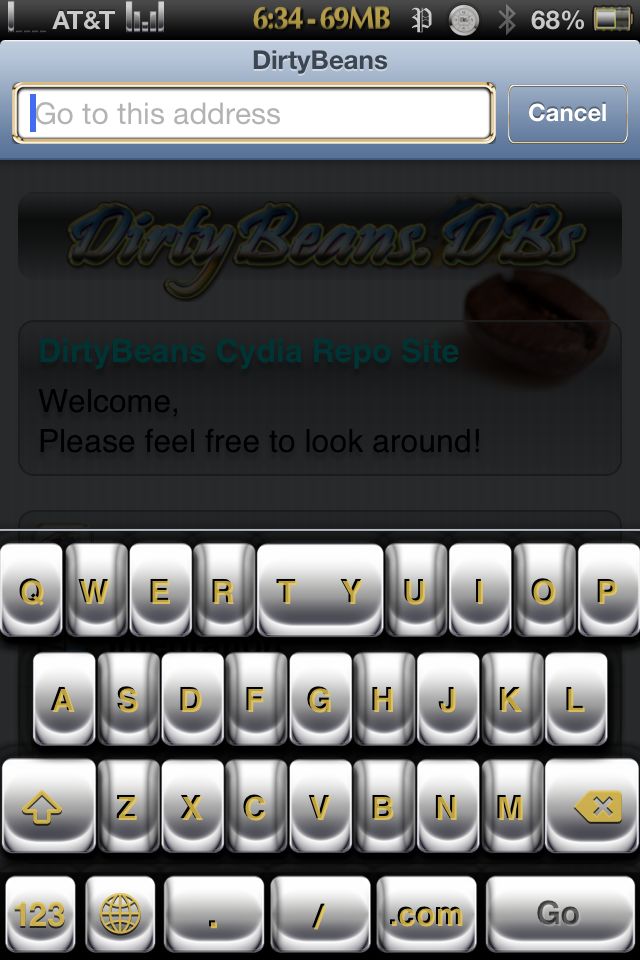 AT&T 6:34 - 69MB 68%
DirtyBeans
Go to this address
Cancel
DirtyBeans.DBs
DirtyBeans Cydia Repo Site
Welcome,
Please feel free to look around!
Q W E R T Y U I O P
A S D F G H J K L
Z X C V B N M
123 . / .com Go